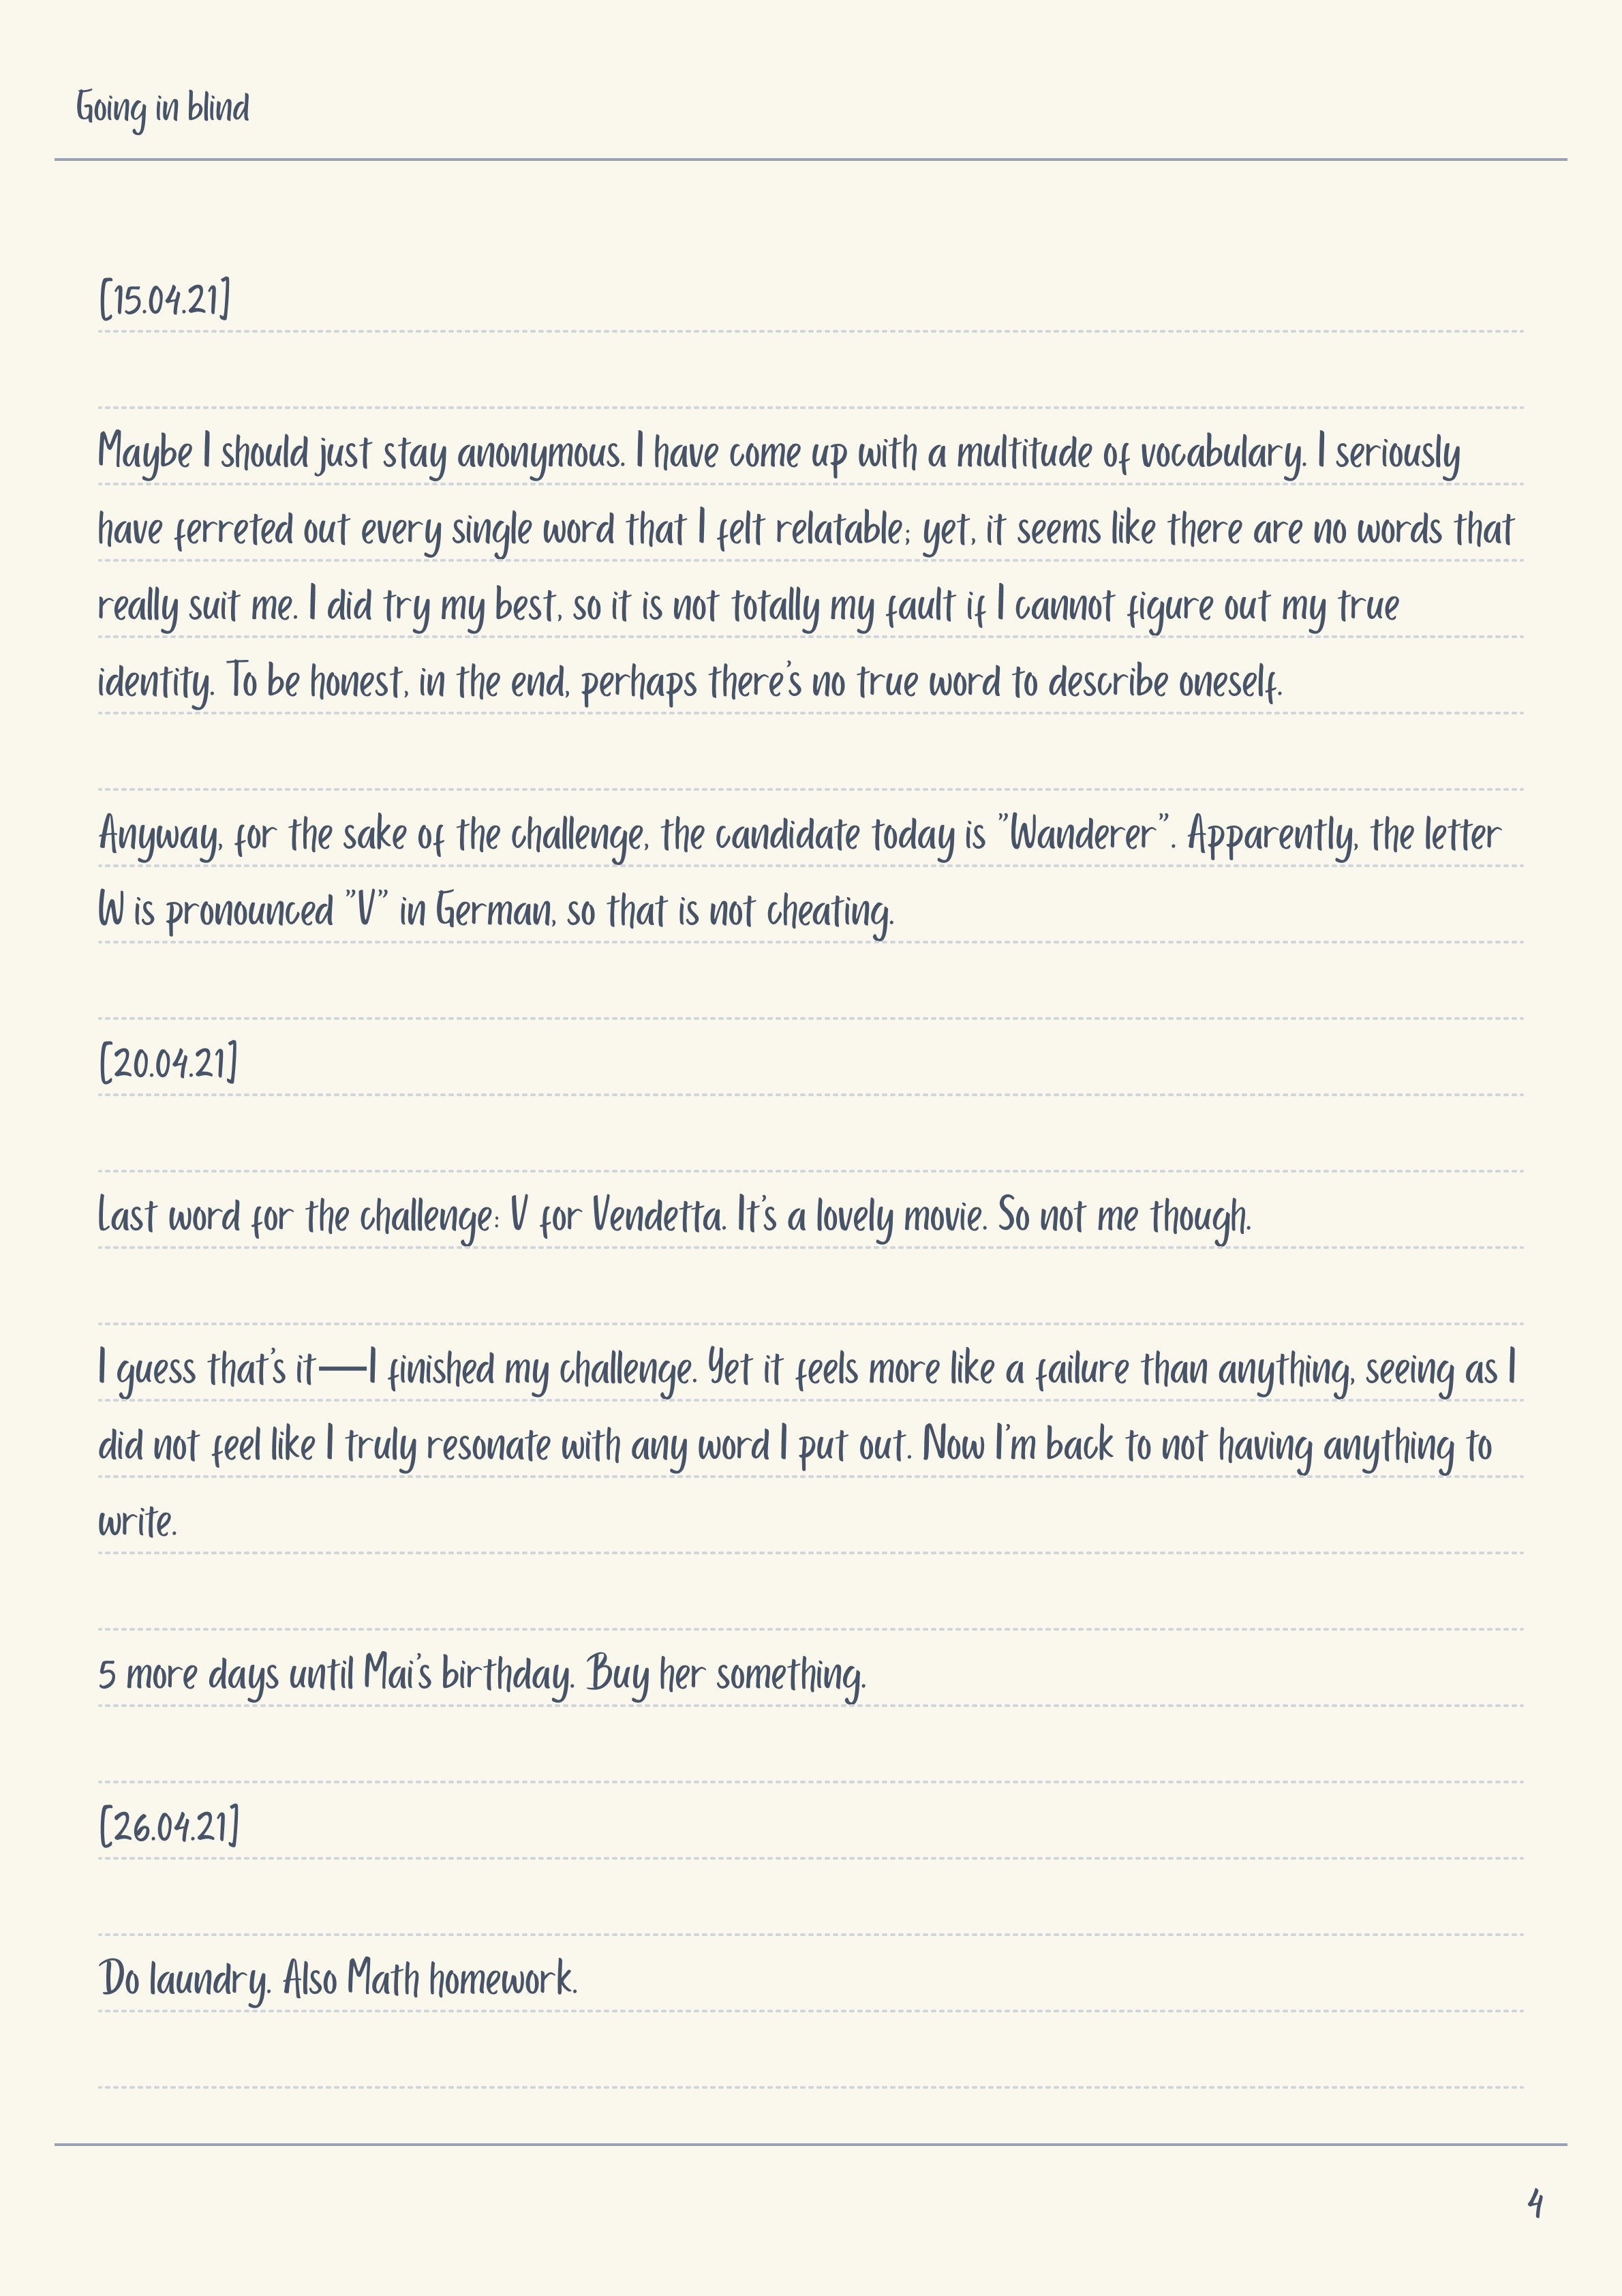 Going in blind
[15.04.21]
Maybe I should just stay anonymous. I have come up with a multitude of vocabulary. I seriously
have ferreted out every single word that I felt relatable; yet, it seems like there are no words that
really suit me. I did try my best, so it is not totally my fault if I cannot figure out my true
identity. To be honest, in the end, perhaps there's no true word to describe oneself.
Anyway, for the sake of the challenge, the candidate today is ”Wanderer”. Apparently, the letter
W is pronounced ”V” in German, so that is not cheating.
[20.04.21]
Last word for the challenge: V for Vendetta. It's a lovely movie. So not me though.
I guess that's it—I finished my challenge. Yet it feels more like a failure than anything, seeing as I
did not feel like I truly resonate with any word I put out. Now I'm back to not having anything to
write.
5 more days until Mai's birthday. Buy her something.
[26.04.21]
Do laundry. Also Math homework.
4